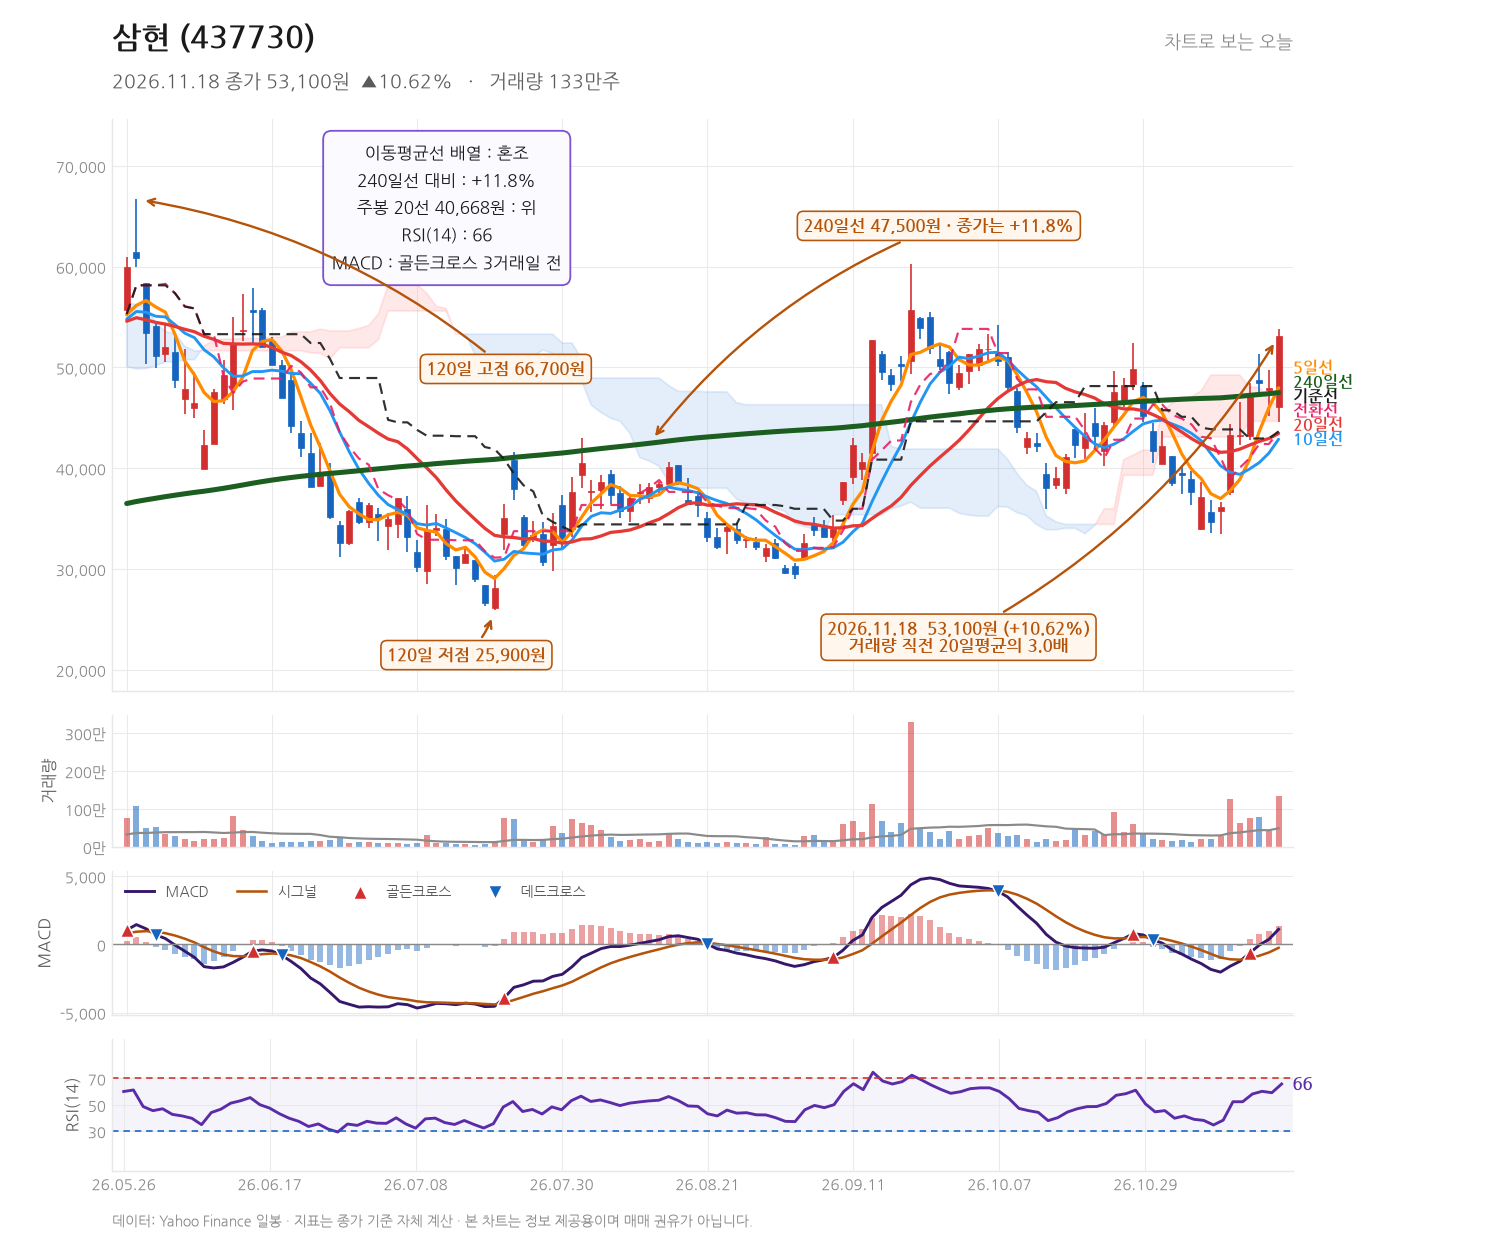 삼현 (437730)
차트로 보는 오늘
2026.11.18 종가 53,100원 ▲10.62% · 거래량 133만주
70,000
60,000
50,000
40,000
30,000
20,000
이동평균선 배열 : 혼조
240일선 대비 : +11.8%
주봉 20선 40,668원 : 위
RSI(14) : 66
MACD : 골든크로스 3거래일 전
240일선 47,500원 · 종가는 +11.8%
120일 고점 66,700원
120일 저점 25,900원
2026.11.18 53,100원 (+10.62%)
거래량 직전 20일평균의 3.0배
5일선
240일선
기준선
전환선
20일선
10일선
거래량
300만
200만
100만
0만
MACD
5,000
0
-5,000
MACD
시그널
골든크로스
데드크로스
RSI(14)
70
50
30
66
26.05.26
26.06.17
26.07.08
26.07.30
26.08.21
26.09.11
26.10.07
26.10.29
데이터: Yahoo Finance 일봉 · 지표는 종가 기준 자체 계산 · 본 차트는 정보 제공용이며 매매 권유가 아닙니다.